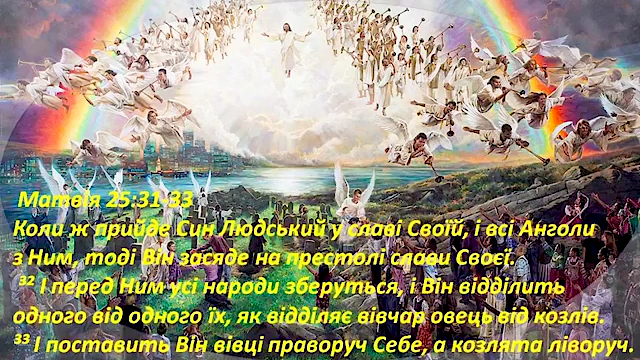 Матвія 25:31-33
Коли ж прийде Син Людський у славі Своїй, і всі Анголи
з Ним, тоді Він засяде на престолі слави Своєї.
³² І перед Ним усі народи зберуться, і Він відділить
одного від одного їх, як відділяє вівчар овець від козлів.
³³ І поставить Він вівці праворуч Себе, а козлята ліворуч.